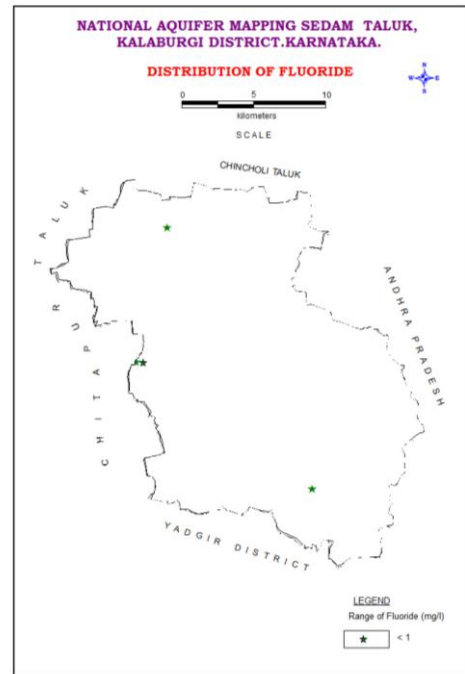 NATIONAL AQUIFER MAPPING SEDAM TALUK,
KALABURGI DISTRICT.KARNATAKA.
DISTRIBUTION OF FLUORIDE
N
W E
S
0 5 10
kilometers
SCALE
CHINCHOLI TALUK
CHITAPUR TALUK
ANDHRA PRADESH
YADGIR DISTRICT
LEGEND
Range of Fluoride (mg/l)
< 1